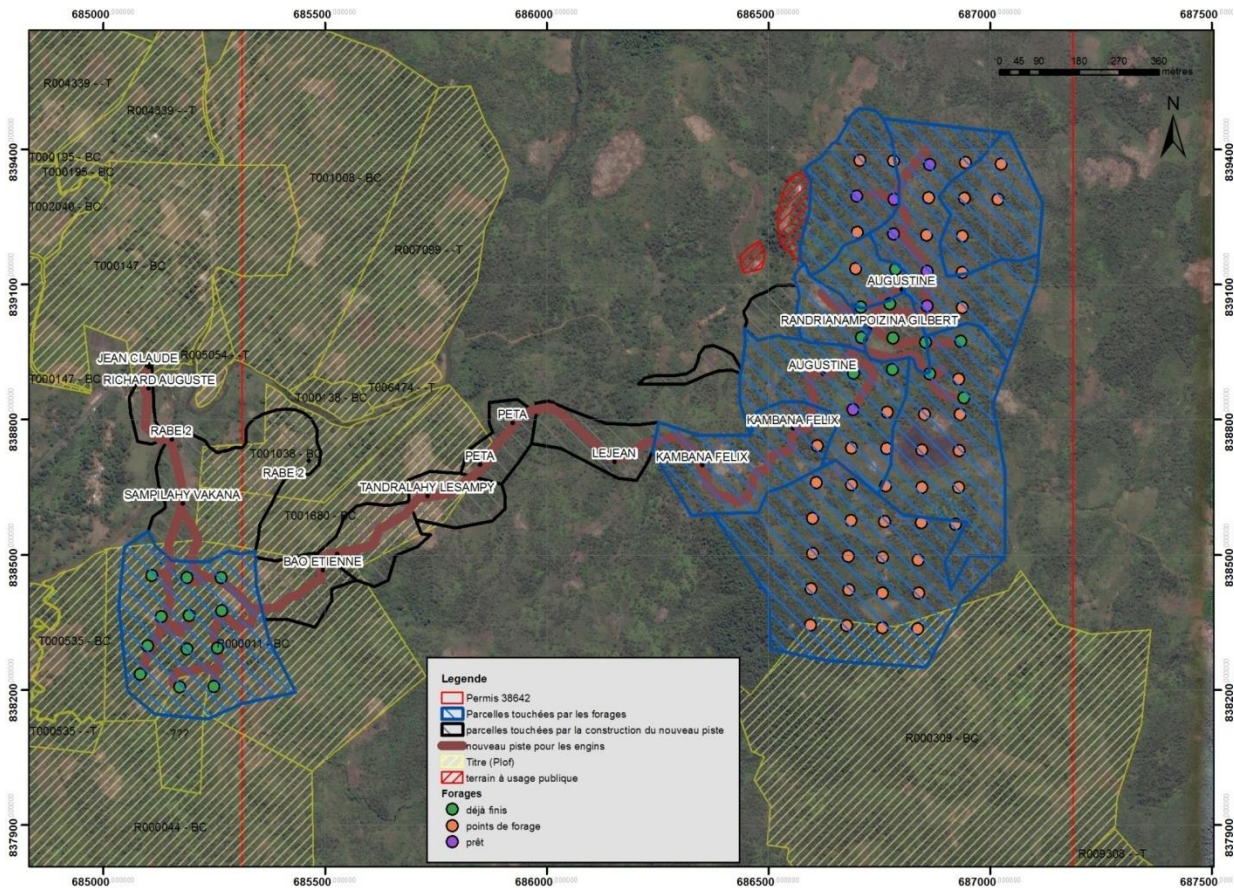 685000 685500 686000 686500 687000 687500
0 45 90 180 270 360
mètres
N
R004339 - -T
R004339 - -T
839400
839400
T000195 - BC
T000195 - BC
T001008 - BC
T002040 - BC
R007099 - -T
T000147 - BC
839100
839100
AUGUSTINE
RANDRIANAMPOIZINA GILBERT
JEAN CLAUDE
R005054 - -T
T000147 - BC
RICHARD AUGUSTE
T006474 - -T
AUGUSTINE
T000138 - BC
838800
838800
PETA
KAMBANA FELIX
RABE 2
T001038 - BC
LEJEAN
PETA
KAMBANA FELIX
RABE 2
TANDRALAHY LESAMPY
SAMPILAHY VAKANA
T001680 - BC
838500
838500
BAO ETIENNE
T000535 - BC
R000011 - BC
838200
838200
T000535 - -T
???
R000309 - BC
837900
837900
R000044 - BC
R009308 - -T
Legende
Permis 38642
Parcelles touchées par les forages
parcelles touchées par la construction du nouveau piste
nouveau piste pour les engins
Titre (Plof)
terrain à usage publique
Forages
déjà finis
points de forage
prêt
685000 685500 686000 686500 687000 687500